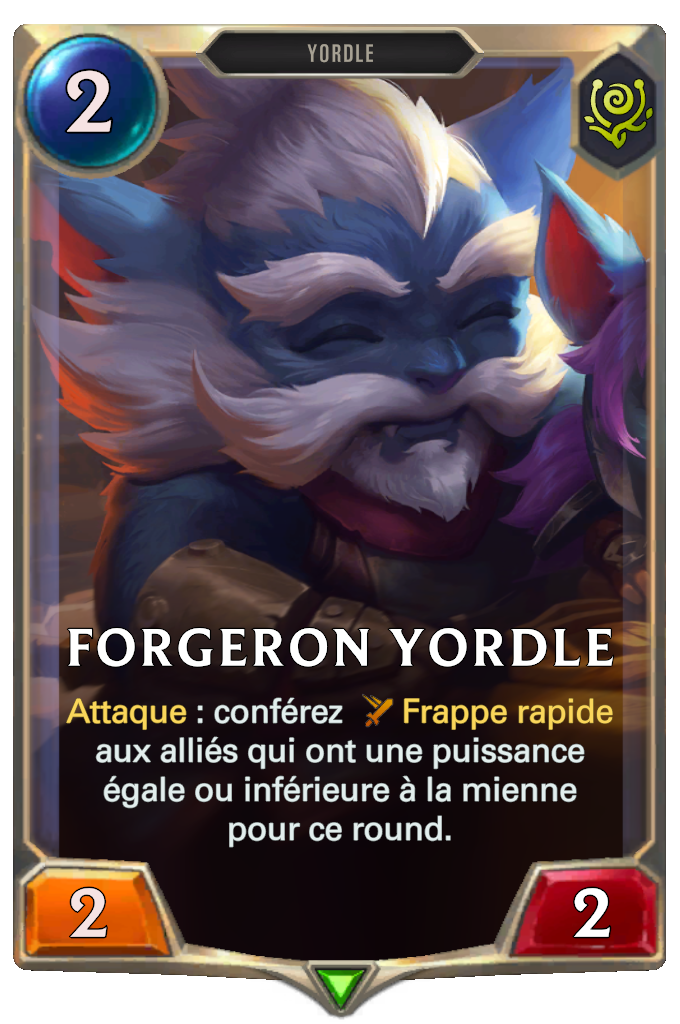 2
YORDLE
FORGERON YORDLE
Attaque : conférez Frappe rapide
aux alliés qui ont une puissance
égale ou inférieure à la mienne
pour ce round.
2
2